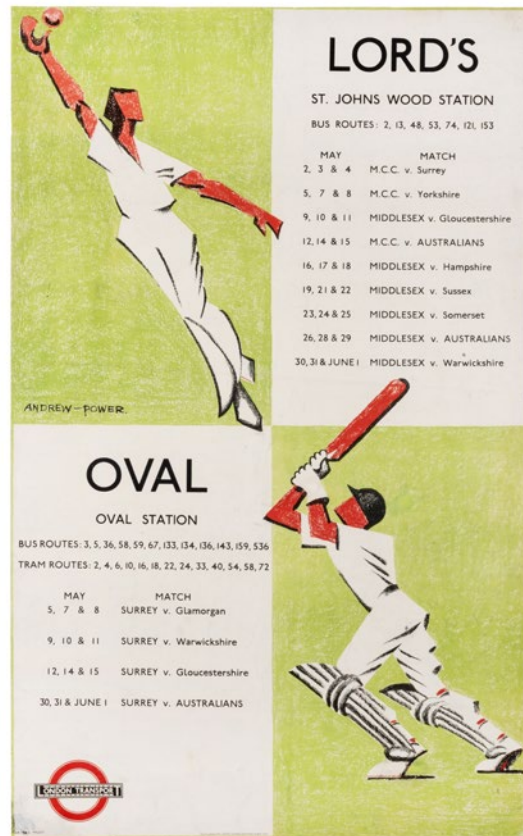 LORD'S
ST. JOHNS WOOD STATION
BUS ROUTES: 2, 13, 48, 53, 74, 121, 153
MAY MATCH
2, 3 & 4 M.C.C. v. Surrey
5, 7 & 8 M.C.C. v. Yorkshire
9, 10 & 11 MIDDLESEX v. Gloucestershire
12, 14 & 15 M.C.C. v. AUSTRALIANS
16, 17 & 18 MIDDLESEX v. Hampshire
19, 21 & 22 MIDDLESEX v. Sussex
23, 24 & 25 MIDDLESEX v. Somerset
26, 28 & 29 MIDDLESEX v. AUSTRALIANS
30, 31 & JUNE 1 MIDDLESEX v. Warwickshire
ANDREW-POWER.
OVAL
OVAL STATION
BUS ROUTES: 3, 5, 36, 58, 59, 67, 133, 134, 136, 143, 159, 536
TRAM ROUTES: 2, 4, 6, 10, 16, 18, 22, 24, 33, 40, 54, 58, 72
MAY MATCH
5, 7 & 8 SURREY v. Glamorgan
9, 10 & 11 SURREY v. Warwickshire
12, 14 & 15 SURREY v. Gloucestershire
30, 31 & JUNE 1 SURREY v. AUSTRALIANS
LONDON TRANSPORT